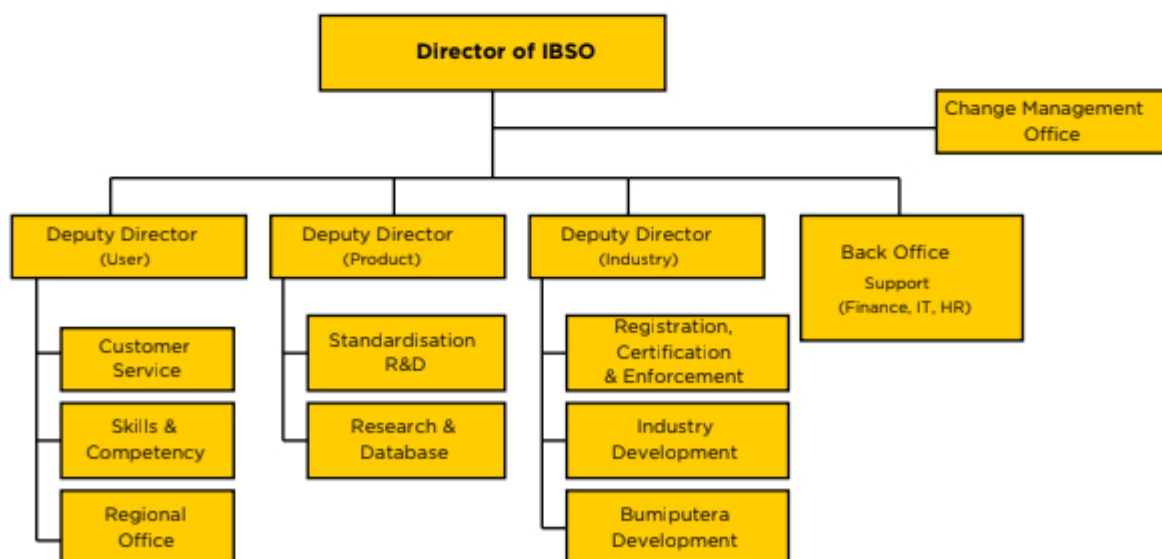 Director of IBSO
Change Management
Office
Deputy Director
(User)
Deputy Director
(Product)
Deputy Director
(Industry)
Back Office
Support
(Finance, IT, HR)
Customer
Service
Skills &
Competency
Regional
Office
Standardisation
R&D
Research &
Database
Registration,
Certification
& Enforcement
Industry
Development
Bumiputera
Development